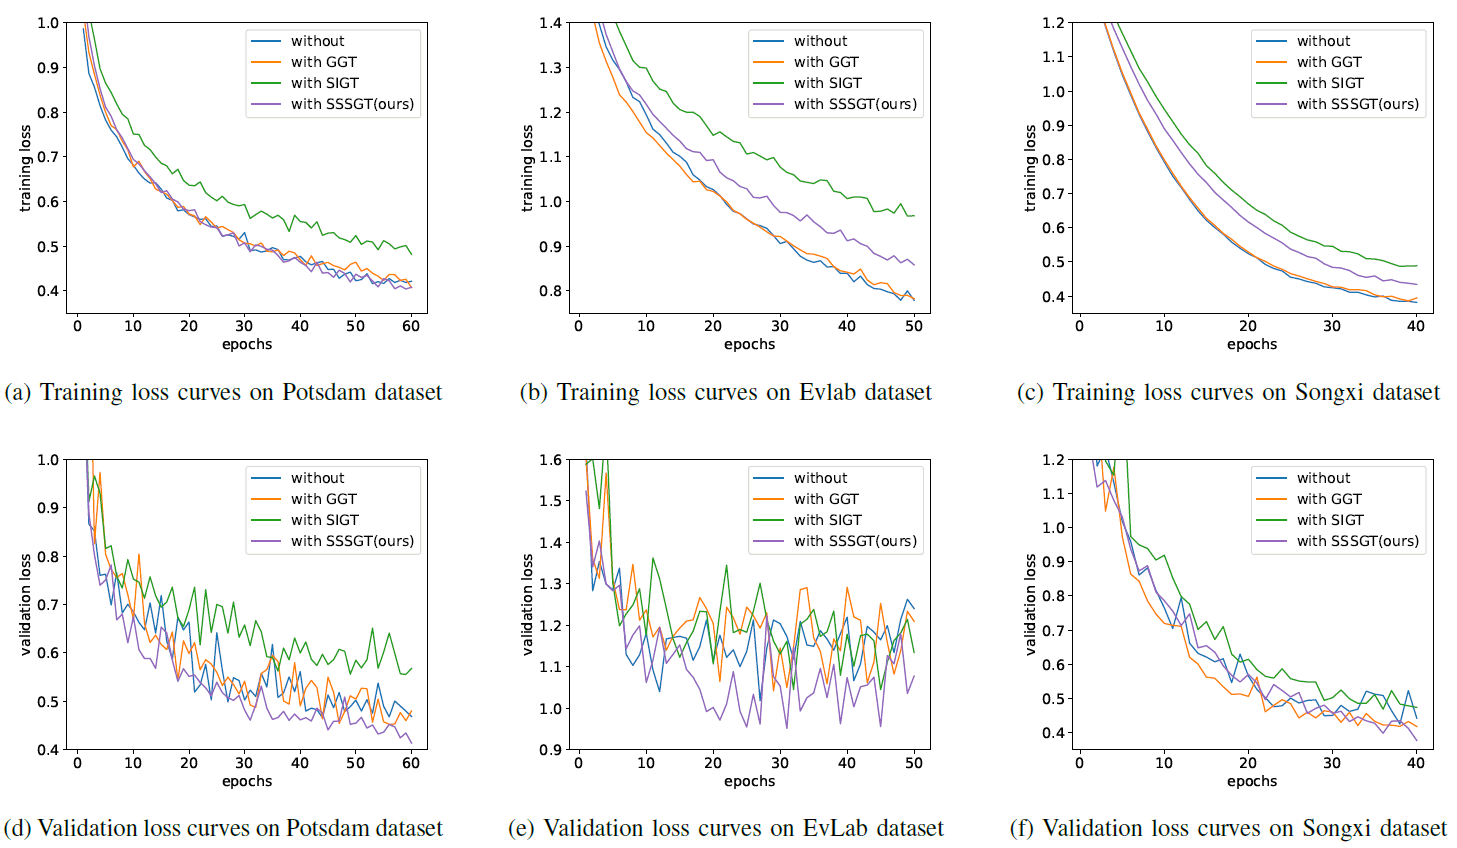 1.0
0.9
0.8
0.7
0.6
0.5
0.4
training loss
0 10 20 30 40 50 60
epochs
without
with GGT
with SIGT
with SSSGT(ours)
(a) Training loss curves on Potsdam dataset
1.4
1.3
1.2
1.1
1.0
0.9
0.8
training loss
0 10 20 30 40 50
epochs
without
with GGT
with SIGT
with SSSGT(ours)
(b) Training loss curves on Evlab dataset
1.2
1.1
1.0
0.9
0.8
0.7
0.6
0.5
0.4
training loss
0 10 20 30 40
epochs
without
with GGT
with SIGT
with SSSGT(ours)
(c) Training loss curves on Songxi dataset
1.0
0.9
0.8
0.7
0.6
0.5
0.4
validation loss
0 10 20 30 40 50 60
epochs
without
with GGT
with SIGT
with SSSGT(ours)
(d) Validation loss curves on Potsdam dataset
1.6
1.5
1.4
1.3
1.2
1.1
1.0
0.9
validation loss
0 10 20 30 40 50
epochs
without
with GGT
with SIGT
with SSSGT(ours)
(e) Validation loss curves on EvLab dataset
1.2
1.1
1.0
0.9
0.8
0.7
0.6
0.5
0.4
validation loss
0 10 20 30 40
epochs
without
with GGT
with SIGT
with SSSGT(ours)
(f) Validation loss curves on Songxi dataset